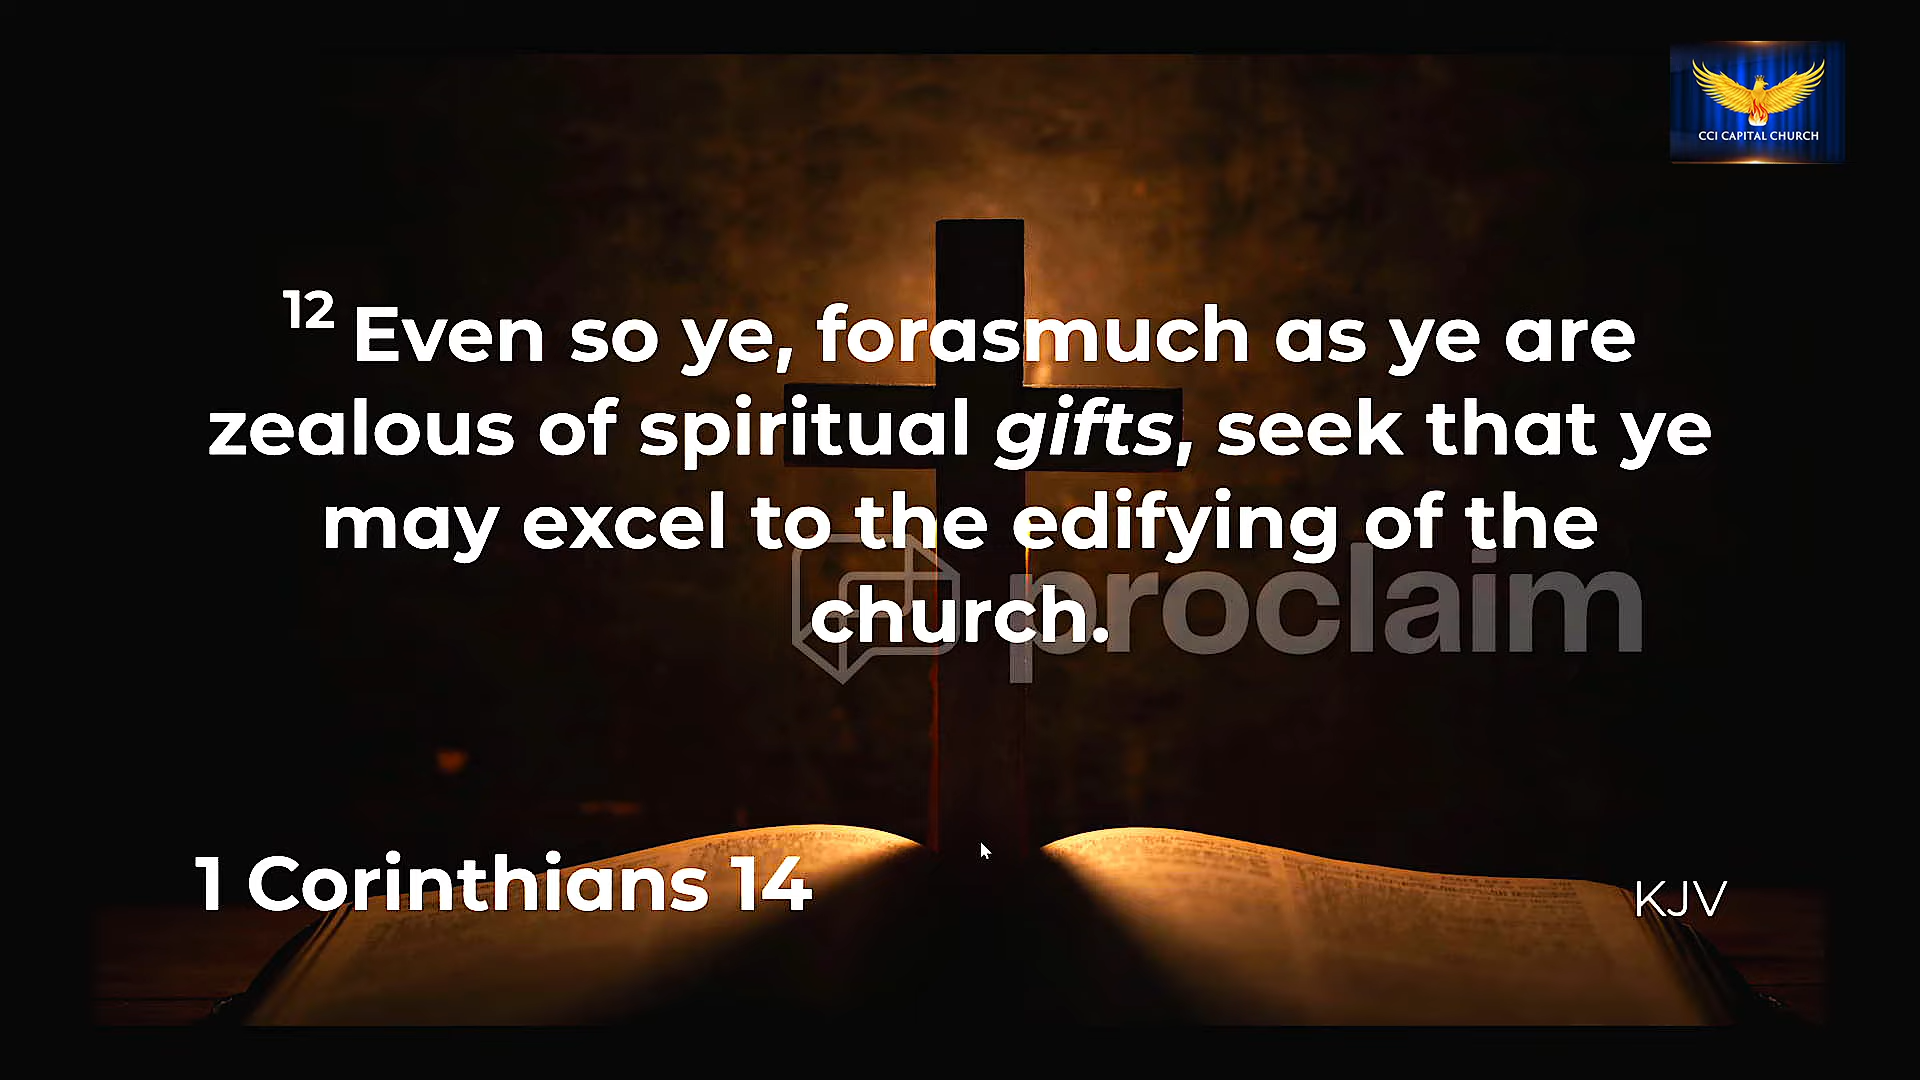 CCI CAPITAL CHURCH
12 Even so ye, forasmuch as ye are
zealous of spiritual gifts, seek that ye
may excel to the edifying of the
church.
proclaim
1 Corinthians 14
KJV